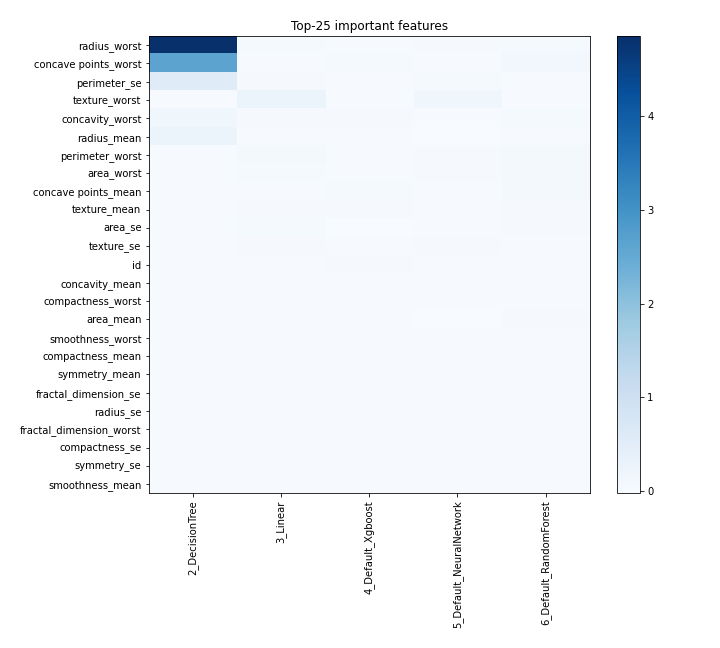 Top-25 important features
radius_worst
concave points_worst
perimeter_se
texture_worst
concavity_worst
radius_mean
perimeter_worst
area_worst
concave points_mean
texture_mean
area_se
texture_se
id
concavity_mean
compactness_worst
area_mean
smoothness_worst
compactness_mean
symmetry_mean
fractal_dimension_se
radius_se
fractal_dimension_worst
compactness_se
symmetry_se
smoothness_mean
2_DecisionTree
3_Linear
4_Default_Xgboost
5_Default_NeuralNetwork
6_Default_RandomForest
4
3
2
1
0